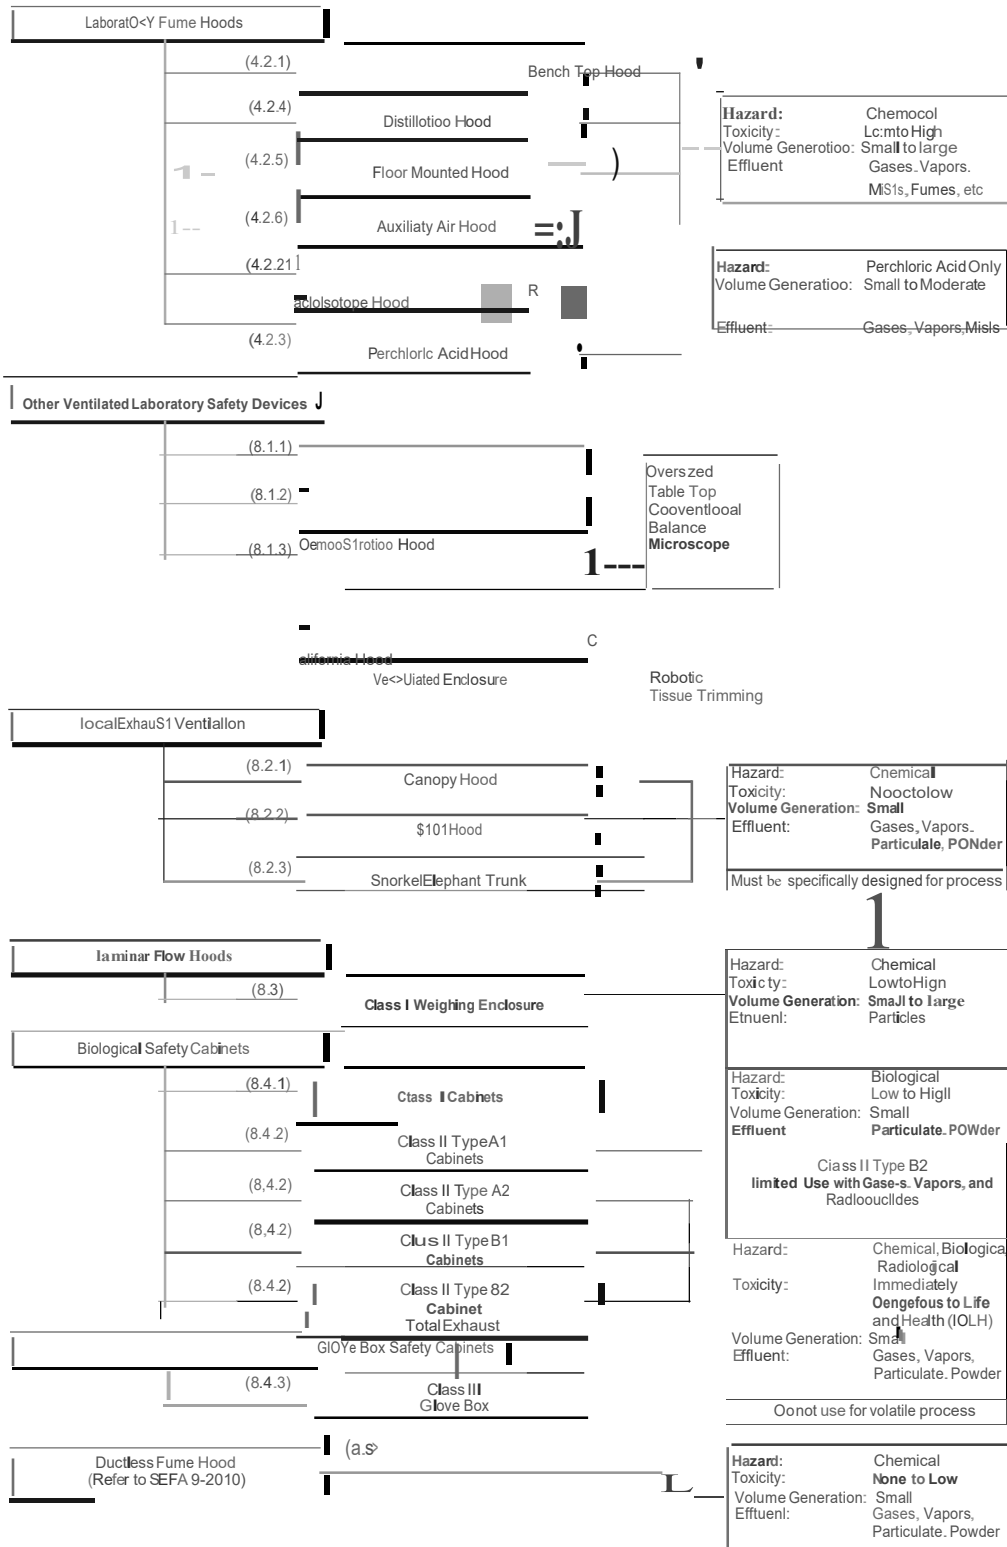 LaboratO<Y Fume Hoods
(4.2.1)
Bench Top Hood
(4.2.4)
Distillotioo Hood
(4.2.5)
Floor Mounted Hood
(4.2.6)
Auxiliaty Air Hood
(4.2.21
R
aclolsotope Hood
(4.2.3)
Perchlorlc Acid Hood
Hazard: Chemocol
Toxicity: Lc:mto High
Volume Generotioo: Small to large
Effluent Gases. Vapors.
MiS1s, Fumes, etc
Hazard: Perchloric Acid Only
Volume Generatioo: Small to Moderate
Effluent: Gases, Vapors, Misls
Other Ventilated Laboratory Safety Devices
(8.1.1)
(8.1.2)
(8.1.3)
OemooS1rotioo Hood
Overszed
Table Top
Cooventlooal
Balance
Microscope
C
alifornia Hood
Ve<>Uiated Enclosure
Robotic
Tissue Trimming
localExhauS1 Ventilallon
(8.2.1)
Canopy Hood
(8.2.2)
$101Hood
(8.2.3)
SnorkelElephant Trunk
Hazard: Cnemical
Toxicity: Nooctolow
Volume Generation: Small
Effluent: Gases, Vapors.
Particulale, PONder
Must be specifically designed for process
1
laminar Flow Hoods
(8.3)
Class I Weighing Enclosure
Hazard: Chemical
Toxic ty: LowtoHign
Volume Generation: SmaJl to large
Etnuenl: Particles
Biological Safety Cabinets
(8.4.1)
Ctass I Cabinets
(8.4.2)
Class II Type A1
Cabinets
(8,4.2)
Class II Type A2
Cabinets
(8,4.2)
Clus II Type B1
Cabinets
(8.4.2)
Class II Type 82
Cabinet
Total Exhaust
Hazard: Biological
Toxicity: Low to Higll
Volume Generation: Small
Effluent Particulate. POWder
Ciass II Type B2
limited Use with Gase-s. Vapors, and
Radloouclldes
Hazard: Chemical, Biologica
Radiological
Toxicity: Immediately
Oengefous to Life
and Health (IOLH)
Volume Generation: Small
Effluent: Gases, Vapors,
Particulate. Powder
Oo not use for volatile process
GlOYe Box Safety Cabinets
(8.4.3)
Class III
Glove Box
Ductless Fume Hood
(Refer to SEFA 9-2010)
(a.s>
Hazard: Chemical
Toxicity: None to Low
Volume Generation: Small
Efftuenl: Gases, Vapors,
Particulate. Powder